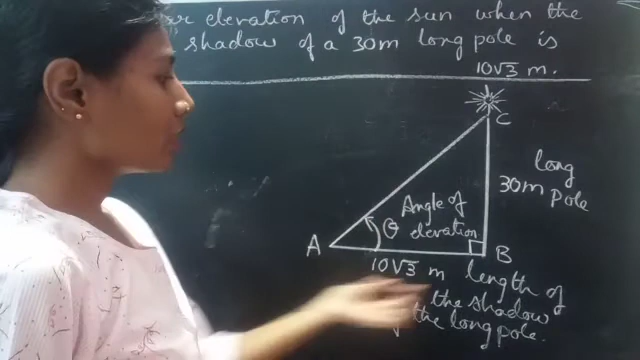 elevation of the sun when the
shadow of a 30m long pole is
10√3 m.
C
long
30m Pole
Angle of
θ elevation
A
B
10√3 m length of
the shadow
of the long pole.